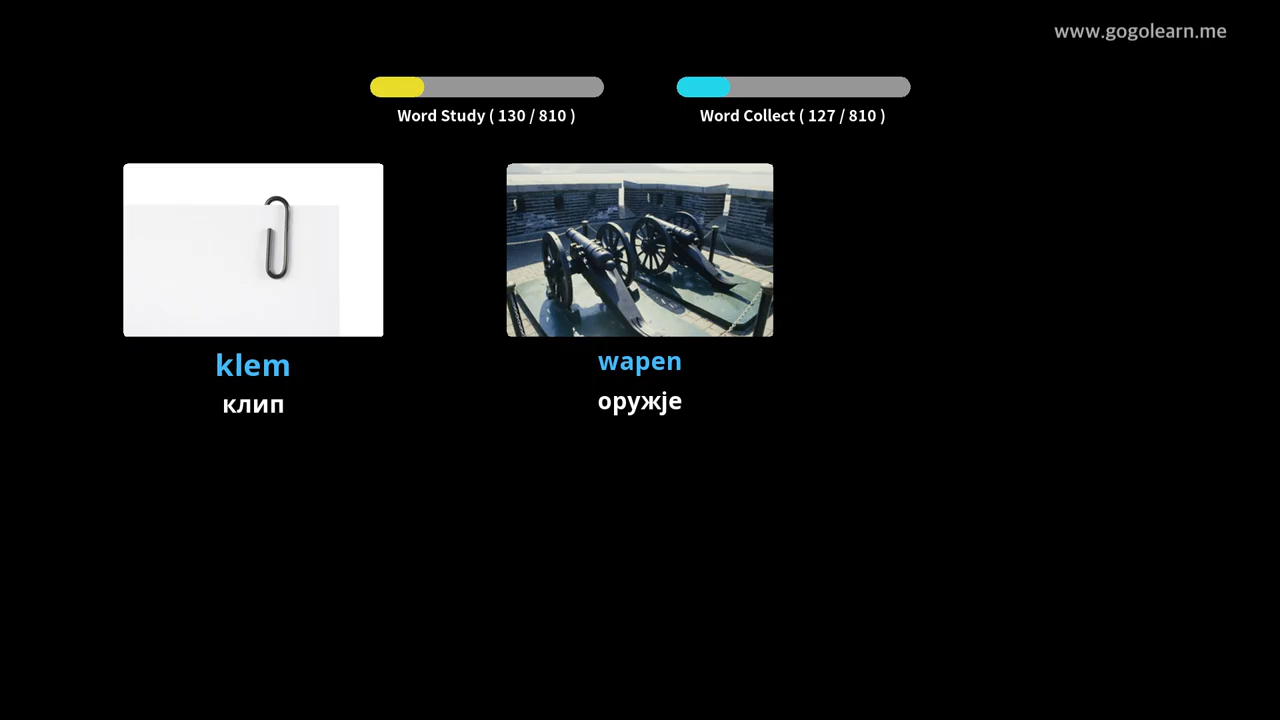 www.gogolearn.me
Word Study ( 130 / 810 )
Word Collect ( 127 / 810 )
klem
клип
wapen
оружје